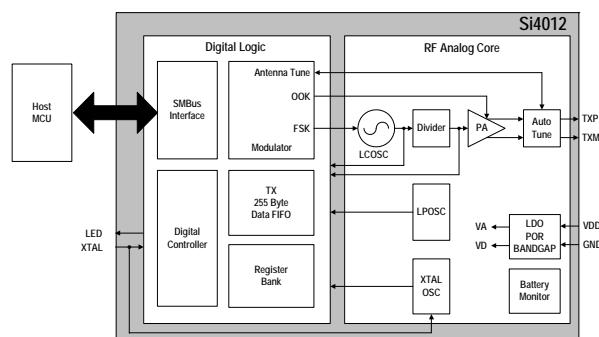 Si4012
Digital Logic
RF Analog Core
Host
MCU
SMBus
Interface
Antenna Tune
OOK
FSK
Modulator
LCOSC
Divider
PA
Auto
Tune
TXP
TXM
TX
255 Byte
Data FIFO
LPOSC
LED
XTAL
Digital
Controller
Register
Bank
XTAL
OSC
VA
VD
LDO
POR
BANDGAP
VDD
GND
Battery
Monitor